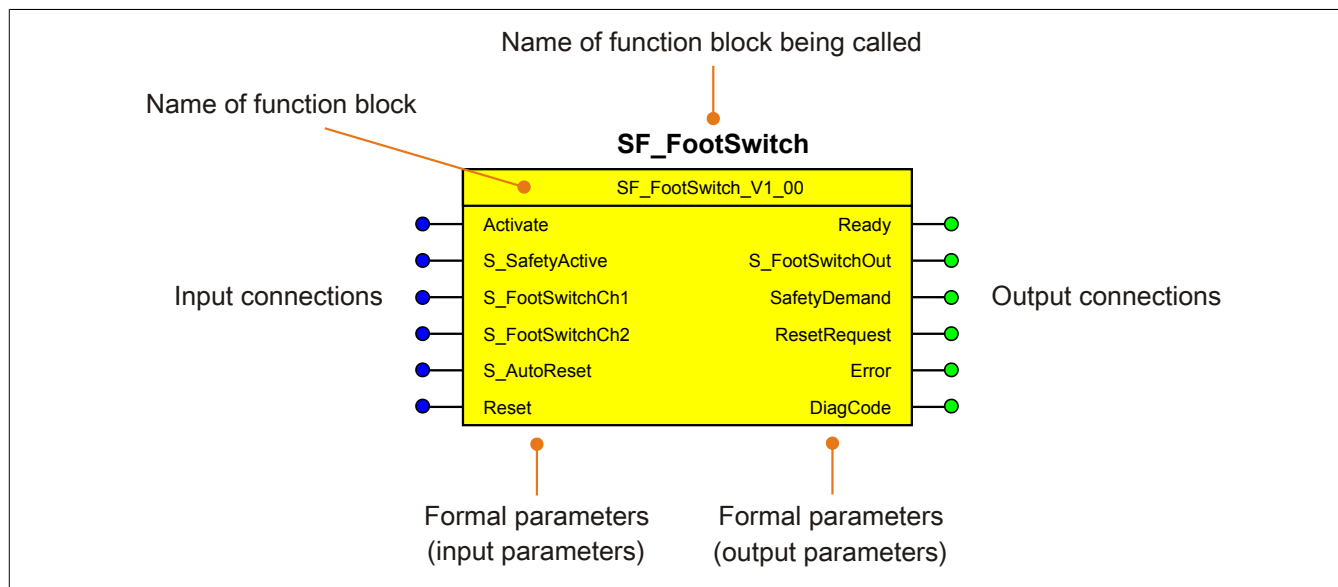 Name of function block being called
Name of function block
SF_FootSwitch
SF_FootSwitch_V1_00
Activate
Ready
S_SafetyActive
S_FootSwitchOut
Input connections
S_FootSwitchCh1
SafetyDemand
Output connections
S_FootSwitchCh2
ResetRequest
S_AutoReset
Error
Reset
DiagCode
Formal parameters
(input parameters)
Formal parameters
(output parameters)